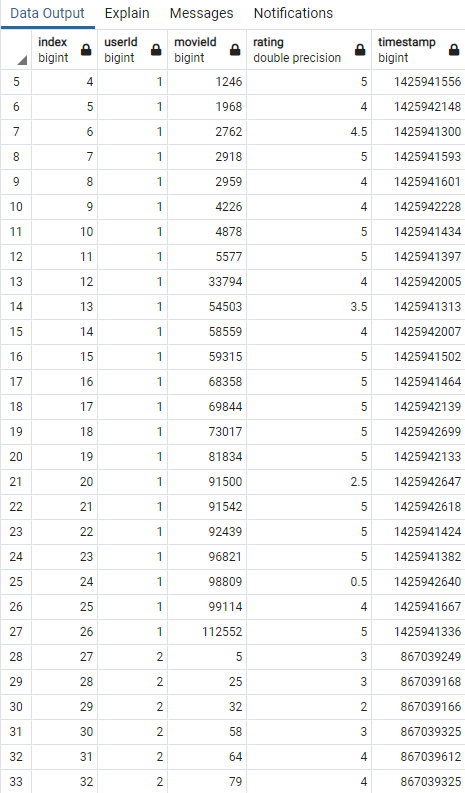 Data Output Explain Messages Notifications
index userId movieId rating timestamp
bigint bigint bigint double precision bigint
5 4 1 1246 5 1425941556
6 5 1 1968 4 1425942148
7 6 1 2762 4.5 1425941300
8 7 1 2918 5 1425941593
9 8 1 2959 4 1425941601
10 9 1 4226 4 1425942228
11 10 1 4878 5 1425941434
12 11 1 5577 5 1425941397
13 12 1 33794 4 1425942005
14 13 1 54503 3.5 1425941313
15 14 1 58559 4 1425942007
16 15 1 59315 5 1425941502
17 16 1 68358 5 1425941464
18 17 1 69844 5 1425942139
19 18 1 73017 5 1425942699
20 19 1 81834 5 1425942133
21 20 1 91500 2.5 1425942647
22 21 1 91542 5 1425942618
23 22 1 92439 5 1425941424
24 23 1 96821 5 1425941382
25 24 1 98809 0.5 1425942640
26 25 1 99114 4 1425941667
27 26 1 112552 5 1425941336
28 27 2 5 3 867039249
29 28 2 25 3 867039168
30 29 2 32 2 867039166
31 30 2 58 3 867039325
32 31 2 64 4 867039612
33 32 2 79 4 867039325